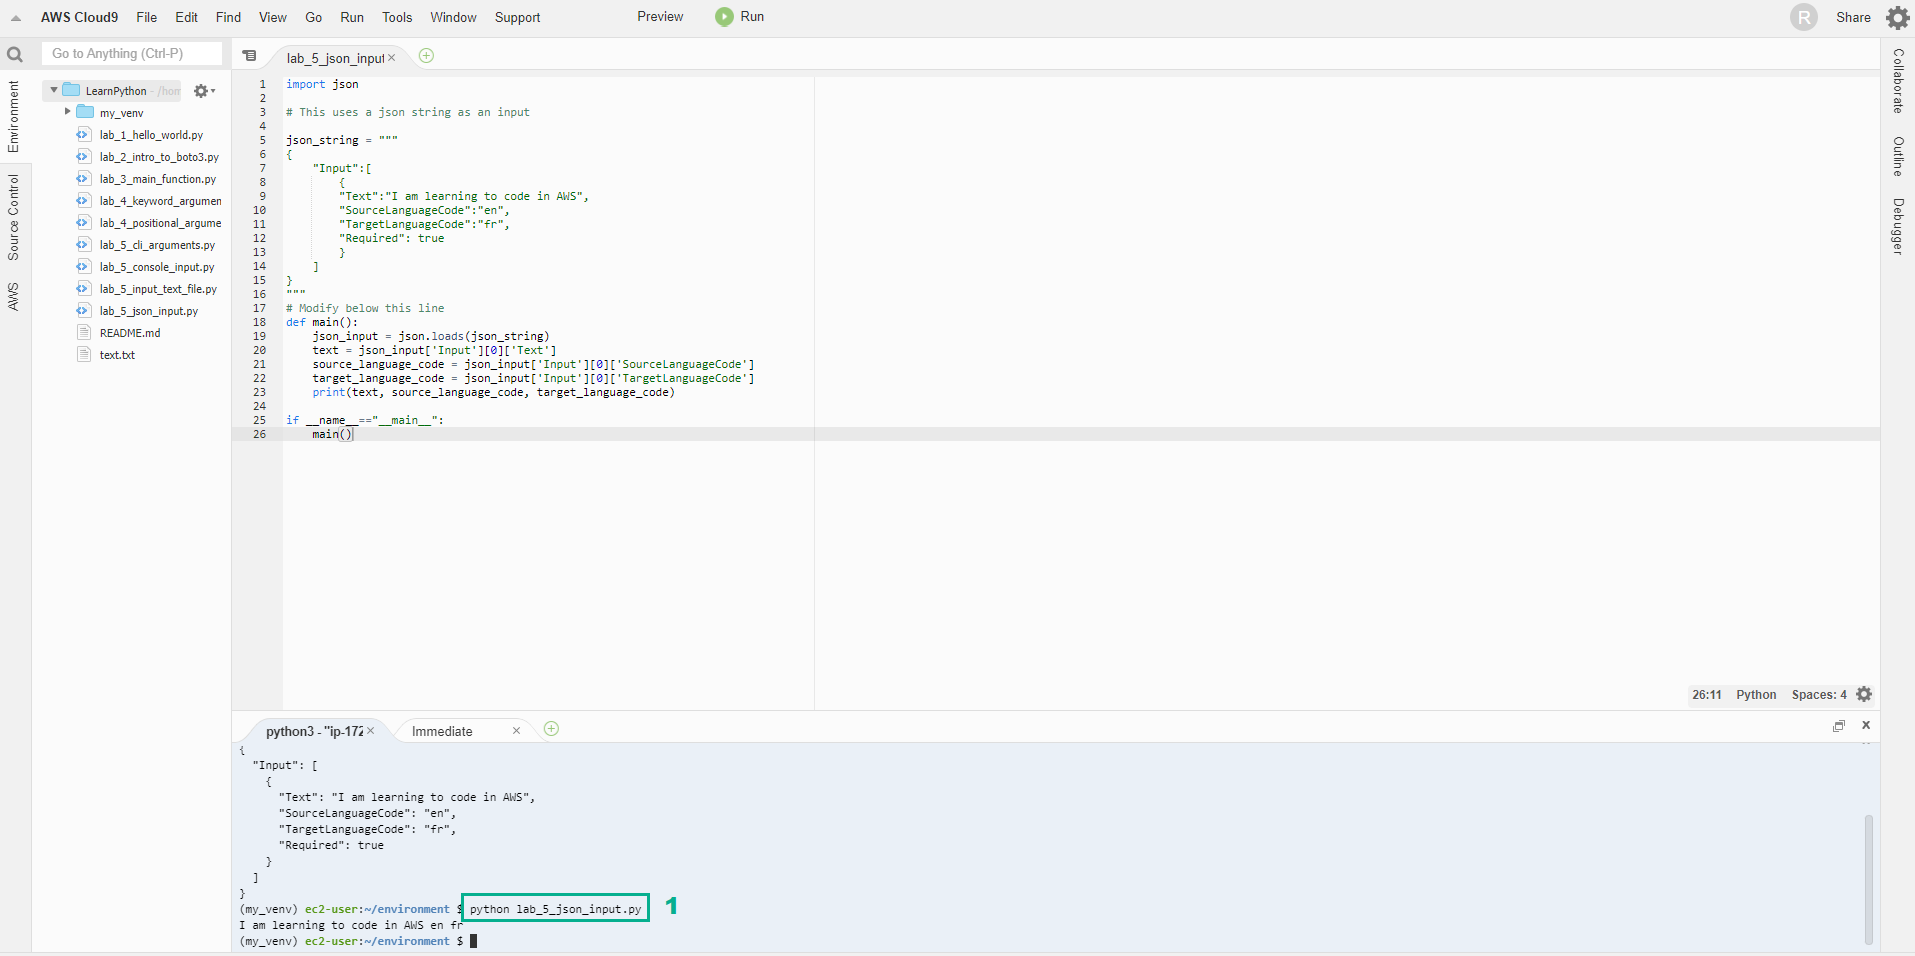 AWS Cloud9 File Edit Find View Go Run Tools Window Support Preview Run R Share
Go to Anything (Ctrl-P)
Environment
Source Control
AWS
LearnPython - /hom
my_venv
lab_1_hello_world.py
lab_2_intro_to_boto3.py
lab_3_main_function.py
lab_4_keyword_argumen
lab_4_positional_argume
lab_5_cli_arguments.py
lab_5_console_input.py
lab_5_input_text_file.py
lab_5_json_input.py
README.md
text.txt
lab_5_json_input
1 import json
2
3 # This uses a json string as an input
4
5 json_string = """
6 {
7     "Input":[
8         {
9         "Text":"I am learning to code in AWS",
10         "SourceLanguageCode":"en",
11         "TargetLanguageCode":"fr",
12         "Required": true
13         }
14     ]
15 }
16 """
17 # Modify below this line
18 def main():
19     json_input = json.loads(json_string)
20     text = json_input['Input'][0]['Text']
21     source_language_code = json_input['Input'][0]['SourceLanguageCode']
22     target_language_code = json_input['Input'][0]['TargetLanguageCode']
23     print(text, source_language_code, target_language_code)
24
25 if __name__=="__main__":
26     main()
26:11 Python Spaces: 4
Collaborate
Outline
Debugger
python3 - "ip-172
Immediate
{
  "Input": [
    {
      "Text": "I am learning to code in AWS",
      "SourceLanguageCode": "en",
      "TargetLanguageCode": "fr",
      "Required": true
    }
  ]
}
(my_venv) ec2-user:~/environment $ python lab_5_json_input.py 1
I am learning to code in AWS en fr
(my_venv) ec2-user:~/environment $